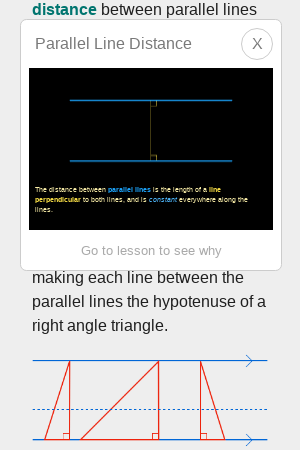 distance between parallel lines
Parallel Line Distance
X
The distance between parallel lines is the length of a line
perpendicular to both lines, and is constant everywhere along the
lines.
Go to lesson to see why
making each line between the
parallel lines the hypotenuse of a
right angle triangle.